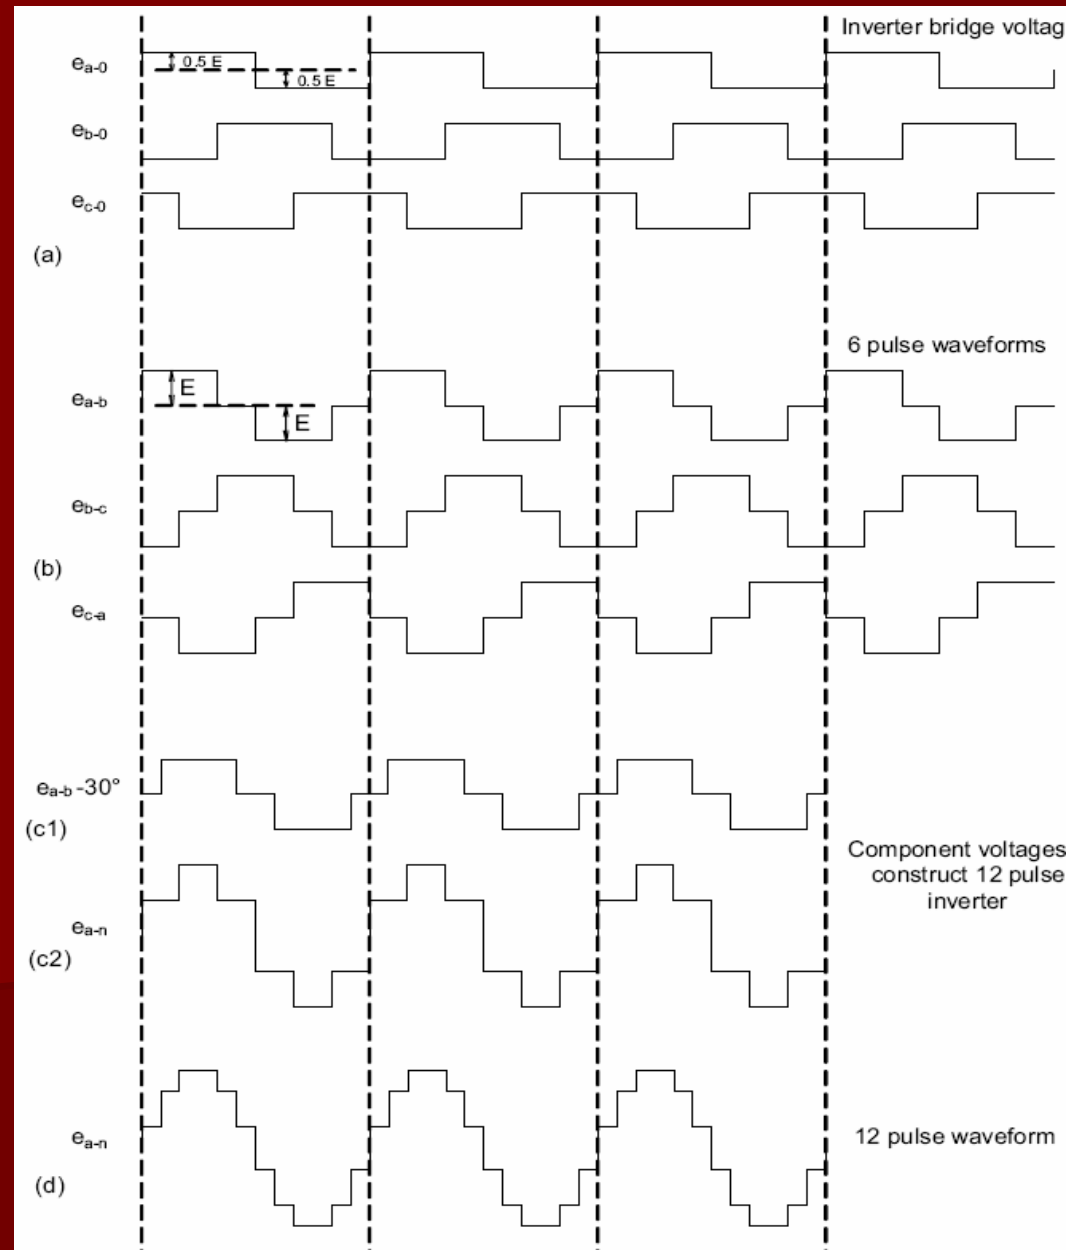 Inverter bridge voltag
ea-0
0.5 E
0.5 E
eb-0
ec-0
(a)
6 pulse waveforms
ea-b
E
E
eb-c
(b)
ec-a
ea-b -30°
(c1)
Component voltages
construct 12 pulse
inverter
ea-n
(c2)
ea-n
12 pulse waveform
(d)